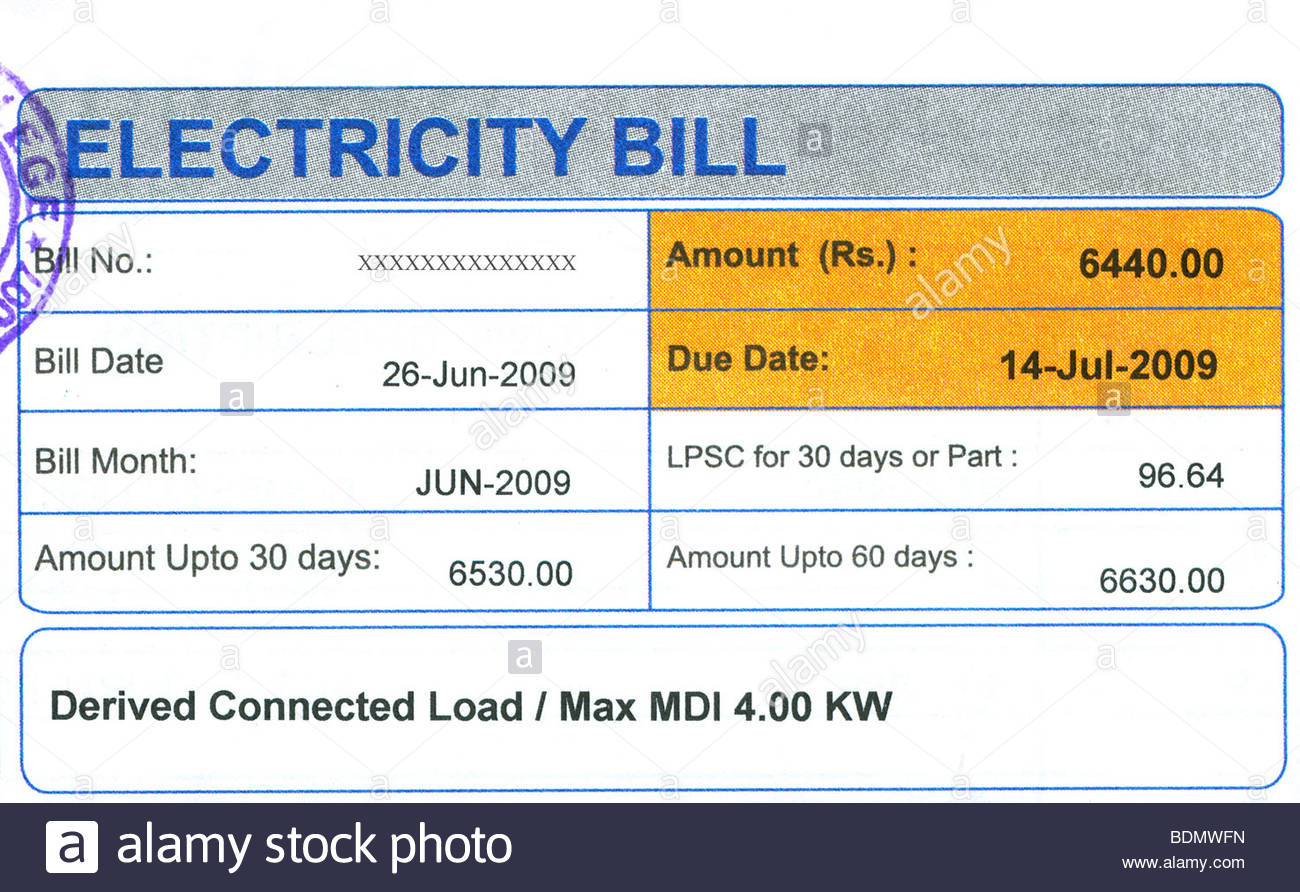 ELECTRICITY BILL
Bill No.: XXXXXXXXXXXXXX
Amount (Rs.) : 6440.00
Bill Date 26-Jun-2009
Due Date: 14-Jul-2009
Bill Month: JUN-2009
LPSC for 30 days or Part : 96.64
Amount Upto 30 days: 6530.00
Amount Upto 60 days : 6630.00
Derived Connected Load / Max MDI 4.00 KW
a alamy stock photo
BDMWFN
www.alamy.com